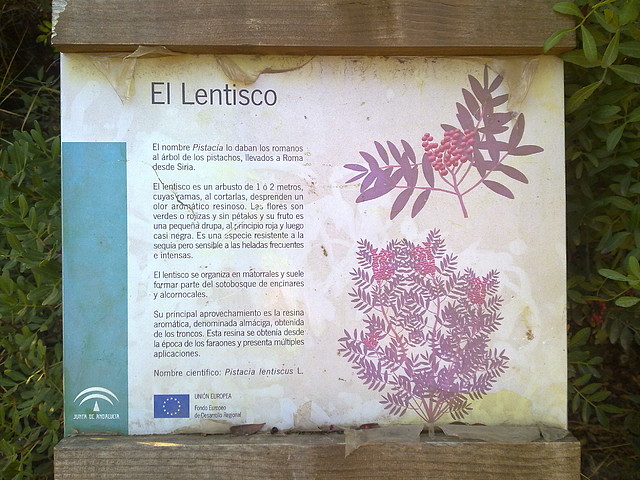 El Lentisco
El nombre Pistacia lo daban los romanos
al árbol de los pistachos, llevados a Roma
desde Siria.
El lentisco es un arbusto de 1 ó 2 metros,
cuyas ramas, al cortarlas, desprenden un
olor aromático resinoso. Las flores son
verdes o rojizas y sin pétalos y su fruto es
una pequeña drupa, al principio roja y luego
casi negra. Es una especie resistente a la
sequía pero sensible a las heladas frecuentes
e intensas.
El lentisco se organiza en matorrales y suele
formar parte del sotobosque de encinares
y alcornocales.
Su principal aprovechamiento es la resina
aromática, denominada almáciga, obtenida
de los troncos. Esta resina se obtenía desde
la época de los faraones y presenta múltiples
aplicaciones.
Nombre científico: Pistacia lentiscus L.
UNIÓN EUROPEA
Fondo Europeo
de Desarrollo Regional
JUNTA DE ANDALUCIA